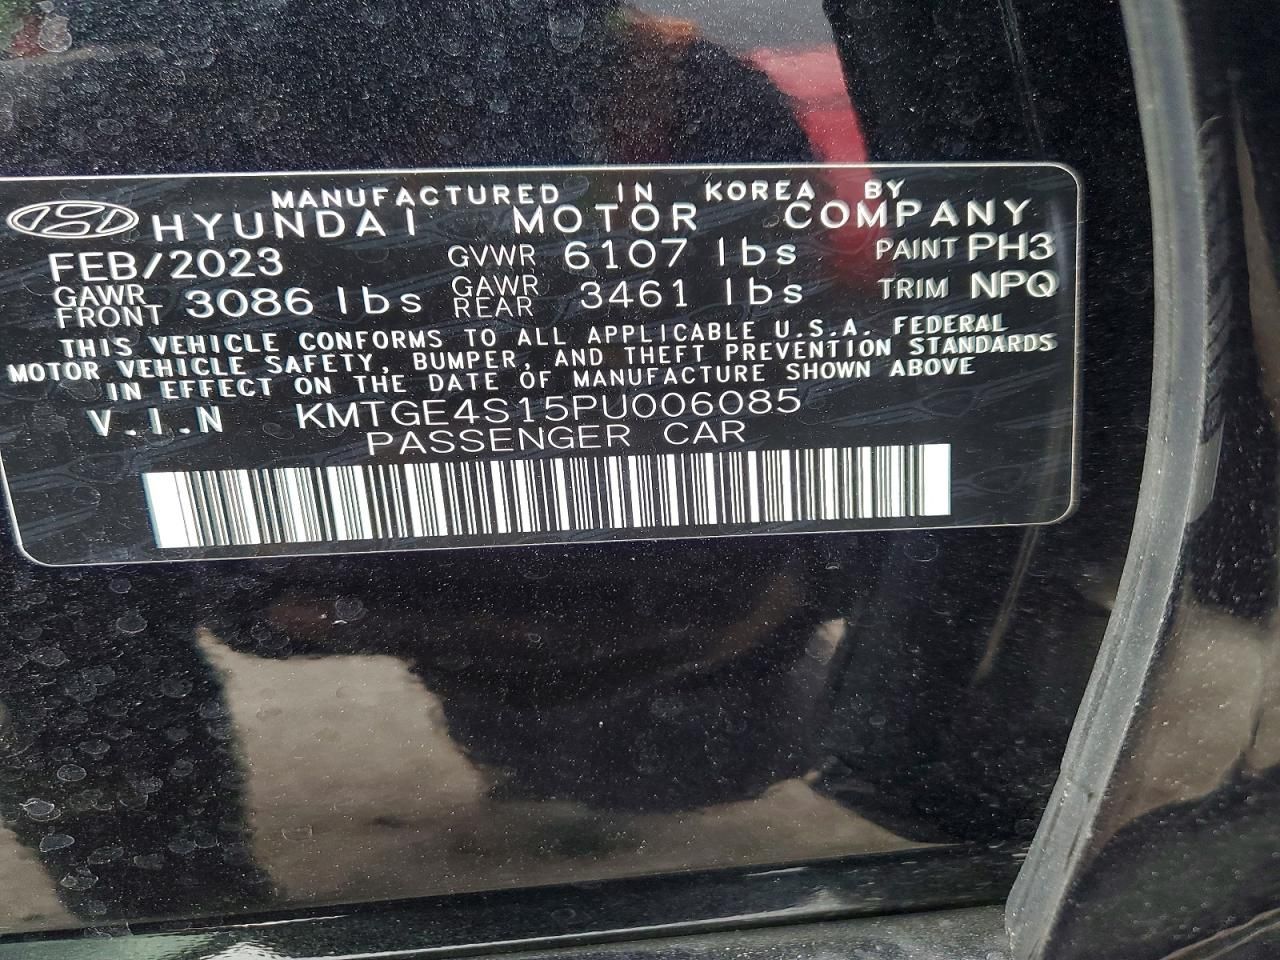 MANUFACTURED IN KOREA BY
HYUNDAI MOTOR COMPANY
FEB/2023 GVWR 6107 lbs PAINT PH3
GAWR FRONT 3086 lbs GAWR REAR 3461 lbs TRIM NPQ
THIS VEHICLE CONFORMS TO ALL APPLICABLE U.S.A. FEDERAL
MOTOR VEHICLE SAFETY, BUMPER, AND THEFT PREVENTION STANDARDS
IN EFFECT ON THE DATE OF MANUFACTURE SHOWN ABOVE
V.I.N KMTGE4S15PU006085
PASSENGER CAR